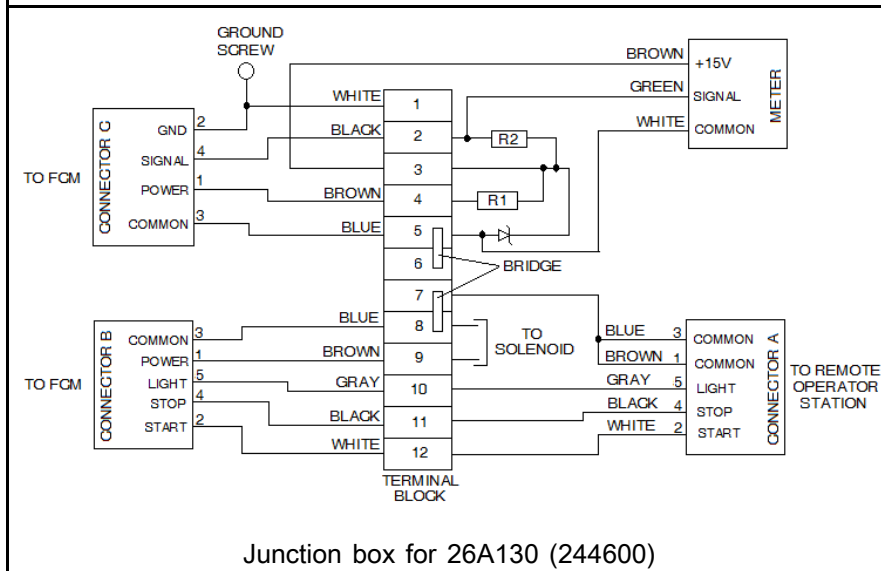 GROUND
SCREW
BROWN
+15V
GREEN
SIGNAL
WHITE
COMMON
METER
WHITE
1
BLACK
2
R2
3
BROWN
4
R1
BLUE
5
6
BRIDGE
7
CONNECTOR C
GND
2
SIGNAL
4
POWER
1
COMMON
3
TO FCM
BLUE
8
TO
SOLENOID
BROWN
9
GRAY
10
BLACK
11
WHITE
12
TERMINAL
BLOCK
TO FCM
CONNECTOR B
COMMON
3
POWER
1
LIGHT
5
STOP
4
START
2
BLUE
3
COMMON
BROWN
1
COMMON
GRAY
5
LIGHT
BLACK
4
STOP
WHITE
2
START
CONNECTOR A
TO REMOTE
OPERATOR
STATION
Junction box for 26A130 (244600)